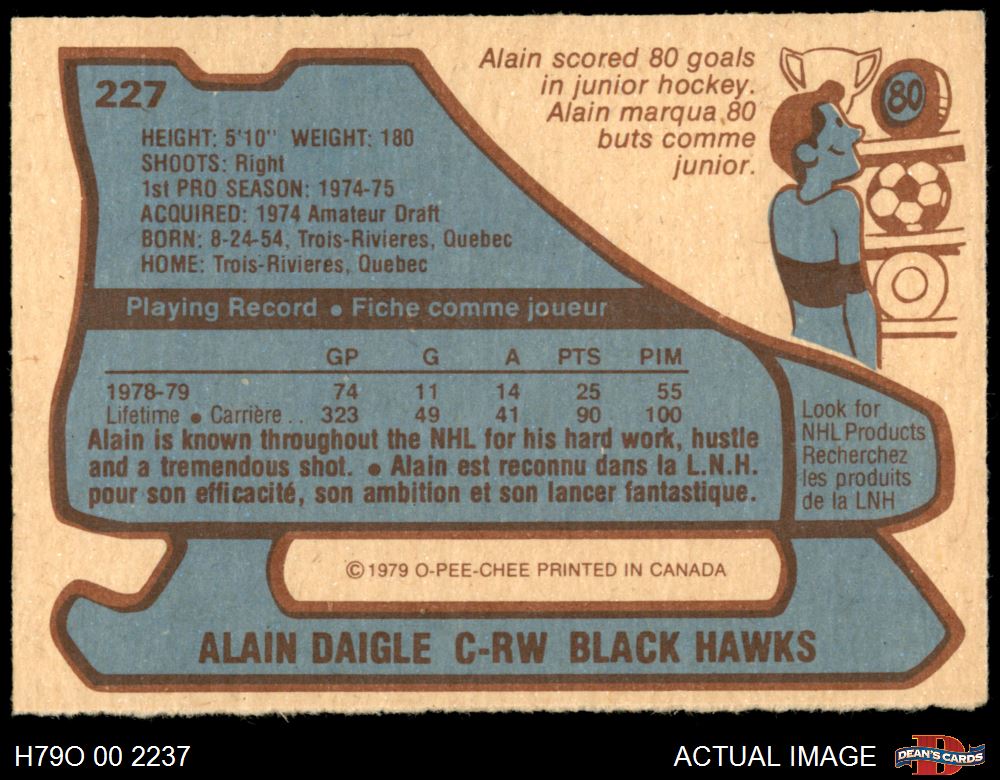 227
Alain scored 80 goals
in junior hockey.
Alain marqua 80
buts comme
junior.
80
HEIGHT: 5'10" WEIGHT: 180
SHOOTS: Right
1st PRO SEASON: 1974-75
ACQUIRED: 1974 Amateur Draft
BORN: 8-24-54, Trois-Rivieres, Quebec
HOME: Trois-Rivieres, Quebec
Playing Record • Fiche comme joueur
GP G A PTS PIM
1978-79 74 11 14 25 55
Lifetime • Carrière .. 323 49 41 90 100
Alain is known throughout the NHL for his hard work, hustle
and a tremendous shot. • Alain est reconnu dans la L.N.H.
pour son efficacité, son ambition et son lancer fantastique.
Look for
NHL Products
Recherchez
les produits
de la LNH
© 1979 O-PEE-CHEE PRINTED IN CANADA
ALAIN DAIGLE C-RW BLACK HAWKS
H79O 00 2237
ACTUAL IMAGE
D
DEAN'S CARDS